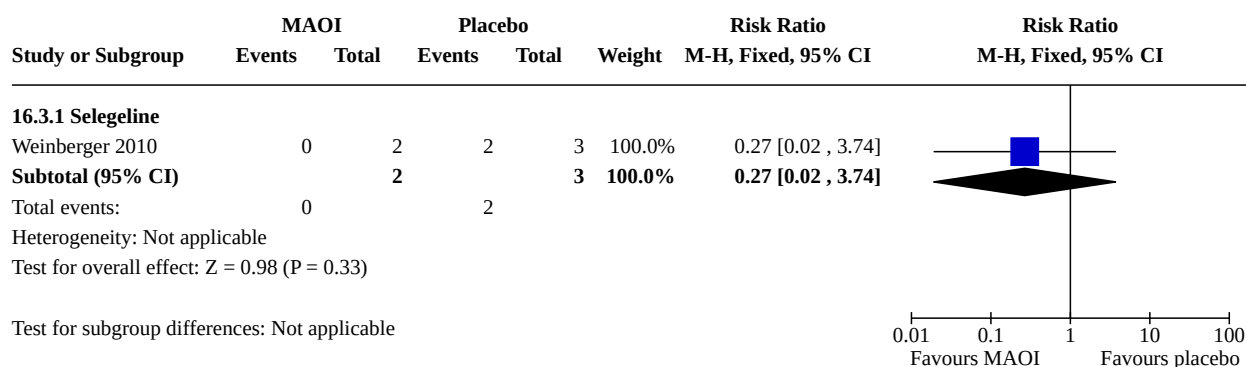 MAOI Placebo Risk Ratio Risk Ratio
Study or Subgroup Events Total Events Total Weight M-H, Fixed, 95% CI M-H, Fixed, 95% CI
16.3.1 Selegeline
Weinberger 2010 0 2 2 3 100.0% 0.27 [0.02 , 3.74]
Subtotal (95% CI) 2 3 100.0% 0.27 [0.02 , 3.74]
Total events: 0 2
Heterogeneity: Not applicable
Test for overall effect: Z = 0.98 (P = 0.33)
Test for subgroup differences: Not applicable
0.01 0.1 1 10 100
Favours MAOI Favours placebo